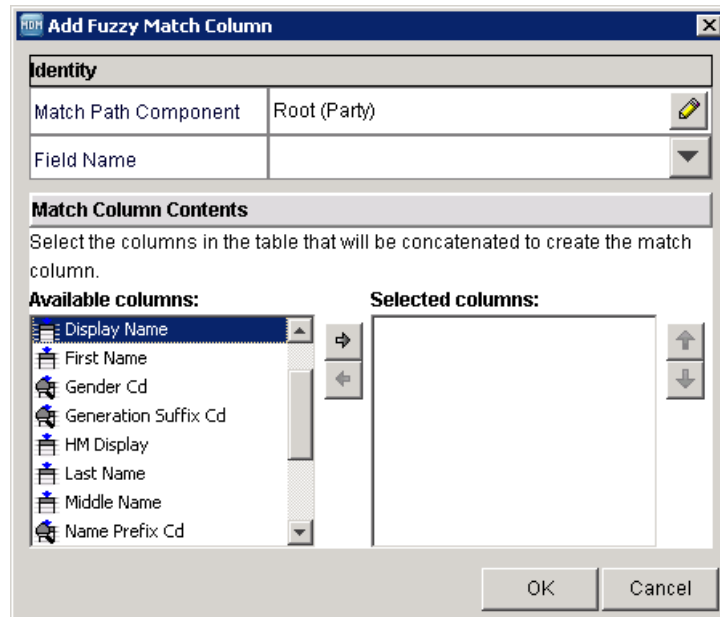 MDM Add Fuzzy Match Column
Identity
Match Path Component Root (Party)
Field Name
Match Column Contents
Select the columns in the table that will be concatenated to create the match
column.
Available columns: Selected columns:
Display Name
First Name
Gender Cd
Generation Suffix Cd
HM Display
Last Name
Middle Name
Name Prefix Cd
OK Cancel